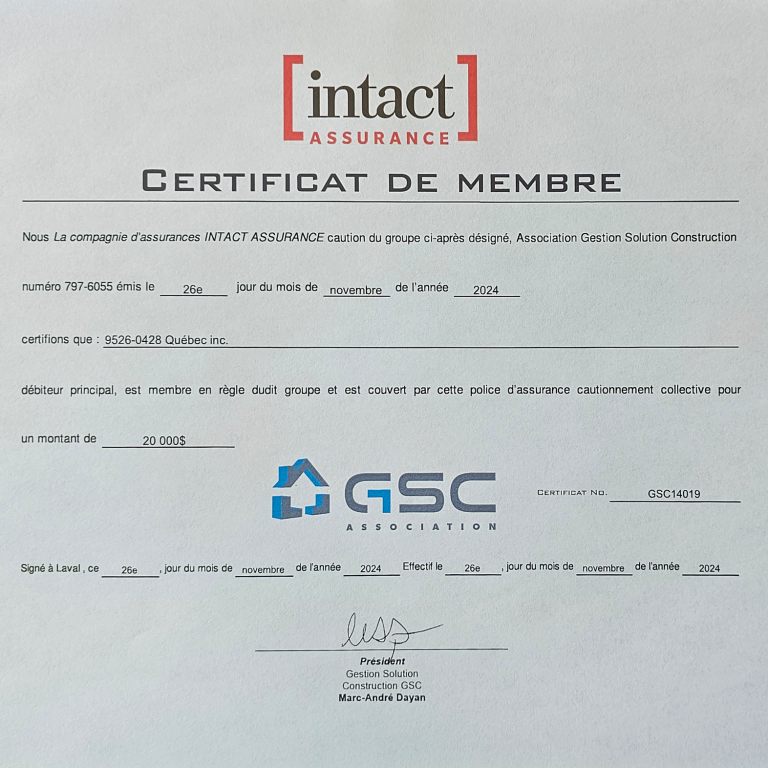 [intact]
ASSURANCE
CERTIFICAT DE MEMBRE
Nous La compagnie d'assurances INTACT ASSURANCE caution du groupe ci-après désigné, Association Gestion Solution Construction
numéro 797-6055 émis le 26e jour du mois de novembre de l'année 2024
certifions que : 9526-0428 Québec inc.
débiteur principal, est membre en règle dudit groupe et est couvert par cette police d'assurance cautionnement collective pour
un montant de 20 000$
GSC
ASSOCIATION
CERTIFICAT NO. GSC14019
Signé à Laval , ce 26e , jour du mois de novembre de l'année 2024 Effectif le 26e , jour du mois de novembre de l'année 2024
Président
Gestion Solution
Construction GSC
Marc-André Dayan